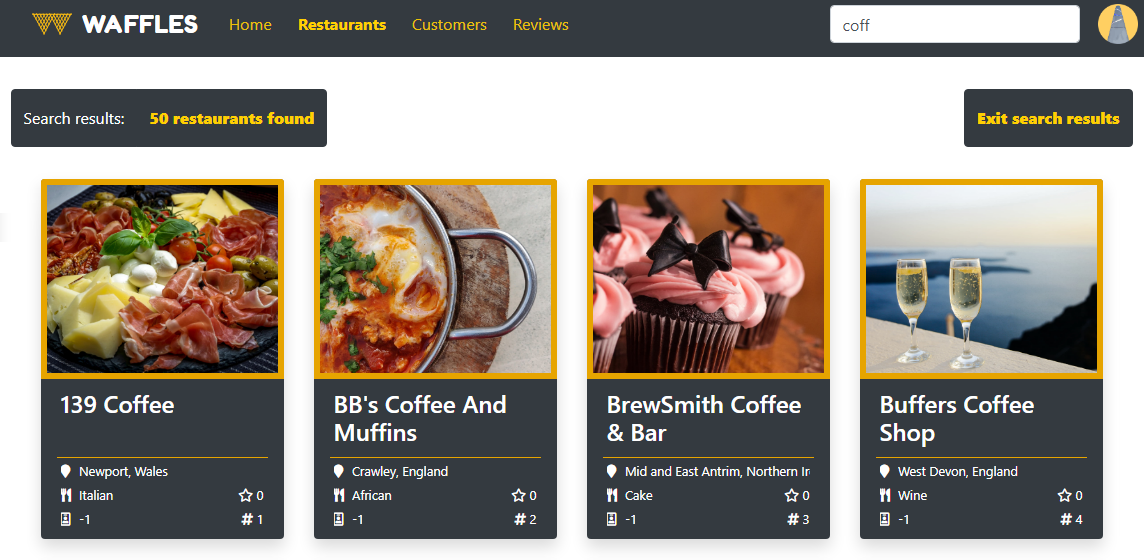 WAFFLES Home Restaurants Customers Reviews coff
Search results: 50 restaurants found Exit search results
139 Coffee
Newport, Wales
Italian 0
-1 # 1
BB's Coffee And
Muffins
Crawley, England
African 0
-1 # 2
BrewSmith Coffee
& Bar
Mid and East Antrim, Northern Ir
Cake 0
-1 # 3
Buffers Coffee
Shop
West Devon, England
Wine 0
-1 # 4